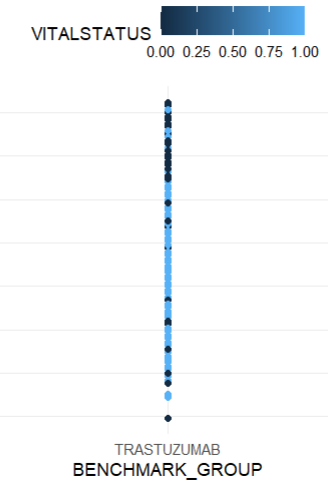 VITALSTATUS
0.00 0.25 0.50 0.75 1.00
TRASTUZUMAB
BENCHMARK_GROUP